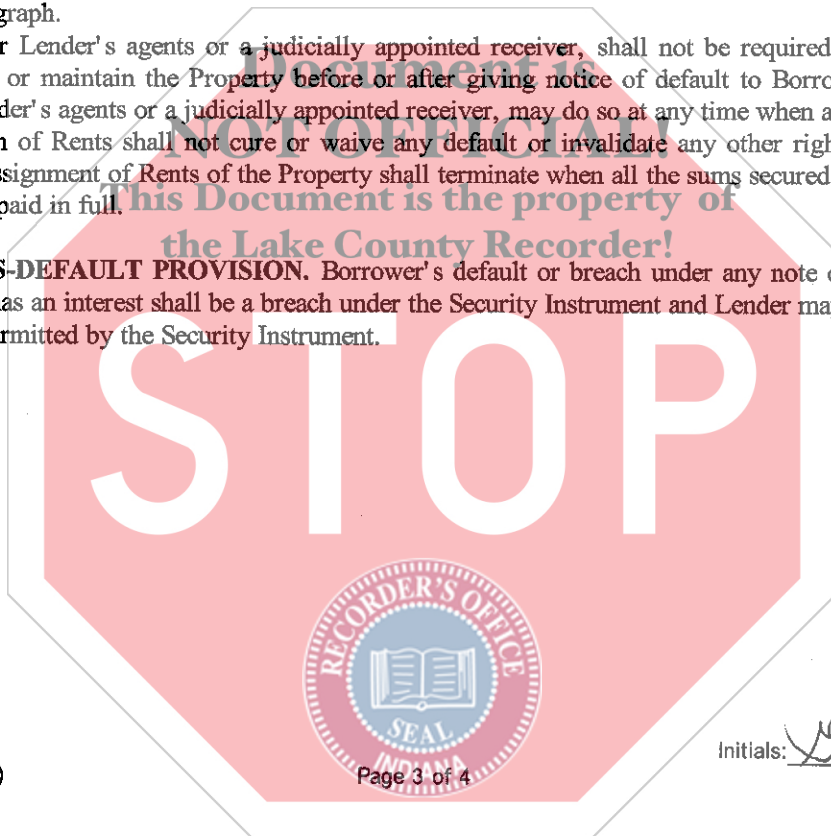 graph.
r Lender's agents or a judicially appointed receiver, shall not be required
or maintain the Property before or after giving notice of default to Borro
der's agents or a judicially appointed receiver, may do so at any time when a
n of Rents shall not cure or waive any default or invalidate any other righ
ssignment of Rents of the Property shall terminate when all the sums secured
paid in full.
Document is
NOT OFFICIAL!
This Document is the property of
the Lake County Recorder!
S-DEFAULT PROVISION. Borrower's default or breach under any note o
as an interest shall be a breach under the Security Instrument and Lender ma
rmitted by the Security Instrument.
STOP
RECORDER'S OFFICE
SEAL
INDIANA
Initials:
)
Page 3 of 4